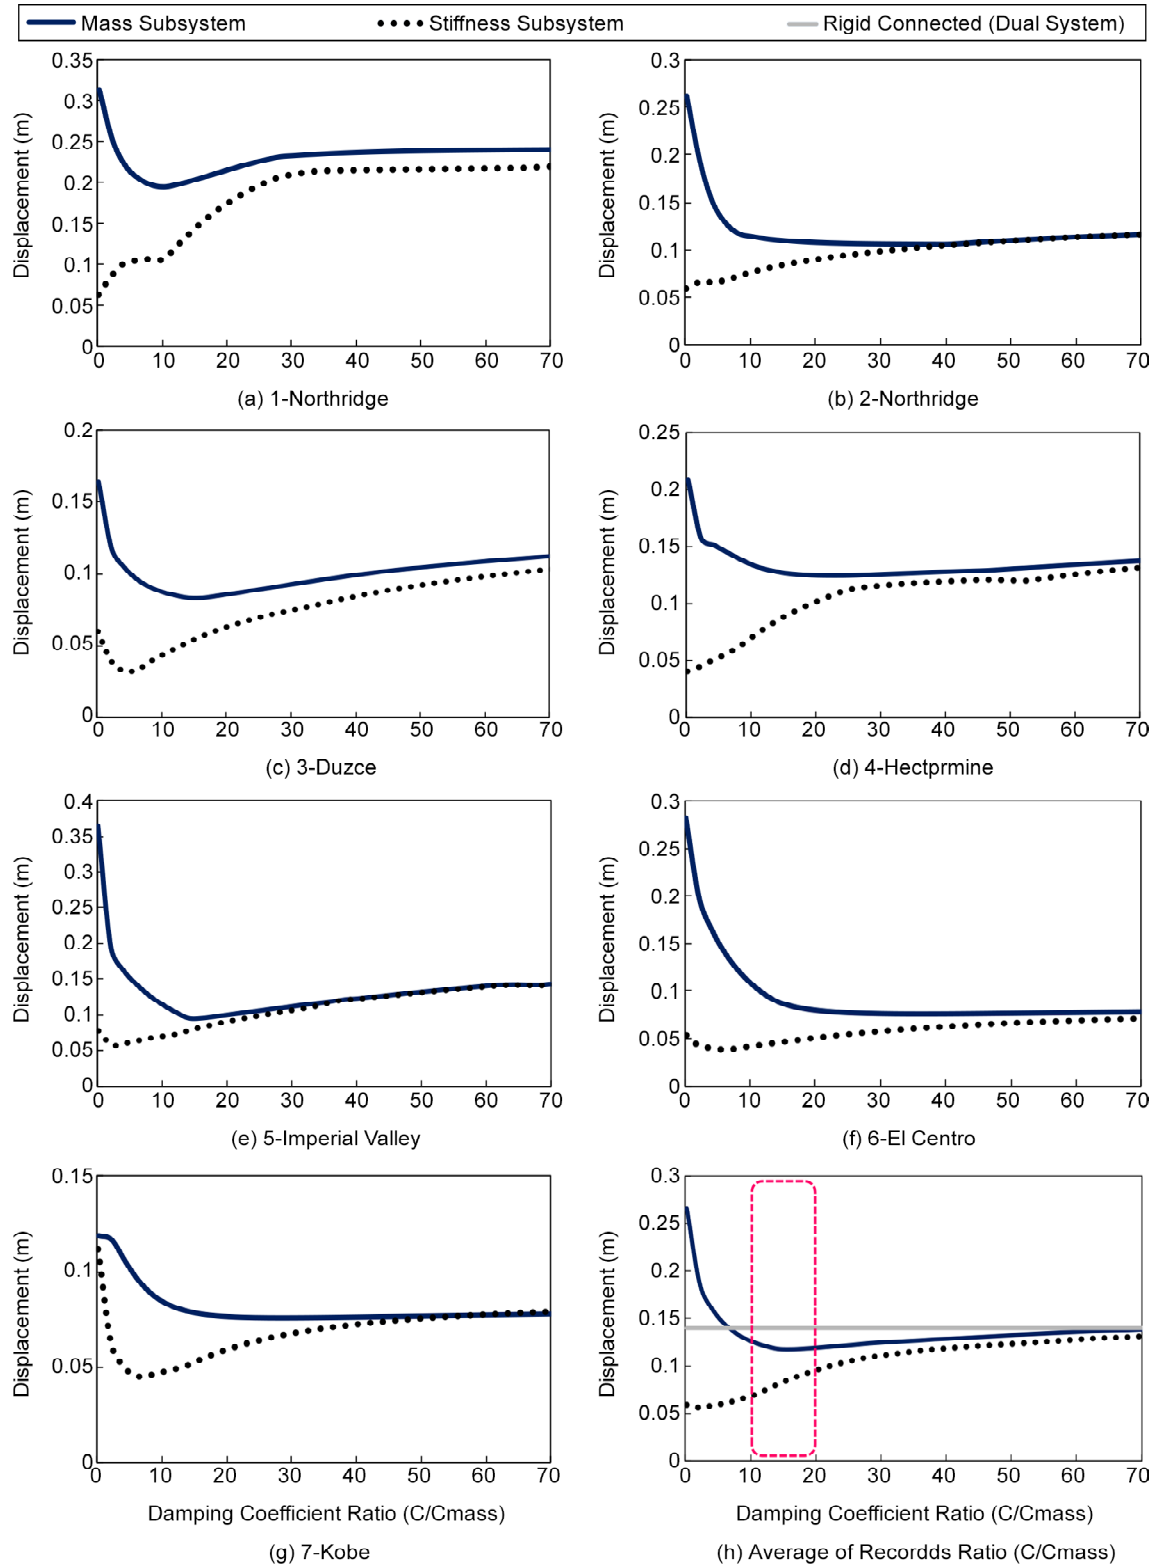 Mass Subsystem Stiffness Subsystem Rigid Connected (Dual System)
0.35
0.3
0.25
0.2
0.15
0.1
0.05
0
Displacement (m)
0 10 20 30 40 50 60 70
(a) 1-Northridge
0.3
0.25
0.2
0.15
0.1
0.05
0
Displacement (m)
0 10 20 30 40 50 60 70
(b) 2-Northridge
0.2
0.15
0.1
0.05
0
Displacement (m)
0 10 20 30 40 50 60 70
(c) 3-Duzce
0.25
0.2
0.15
0.1
0.05
0
Displacement (m)
0 10 20 30 40 50 60 70
(d) 4-Hectprmine
0.4
0.35
0.3
0.25
0.2
0.15
0.1
0.05
0
Displacement (m)
0 10 20 30 40 50 60 70
(e) 5-Imperial Valley
0.3
0.25
0.2
0.15
0.1
0.05
0
Displacement (m)
0 10 20 30 40 50 60 70
(f) 6-El Centro
0.15
0.1
0.05
0
Displacement (m)
0 10 20 30 40 50 60 70
Damping Coefficient Ratio (C/Cmass)
(g) 7-Kobe
0.3
0.25
0.2
0.15
0.1
0.05
0
Displacement (m)
0 10 20 30 40 50 60 70
Damping Coefficient Ratio (C/Cmass)
(h) Average of Recordds Ratio (C/Cmass)